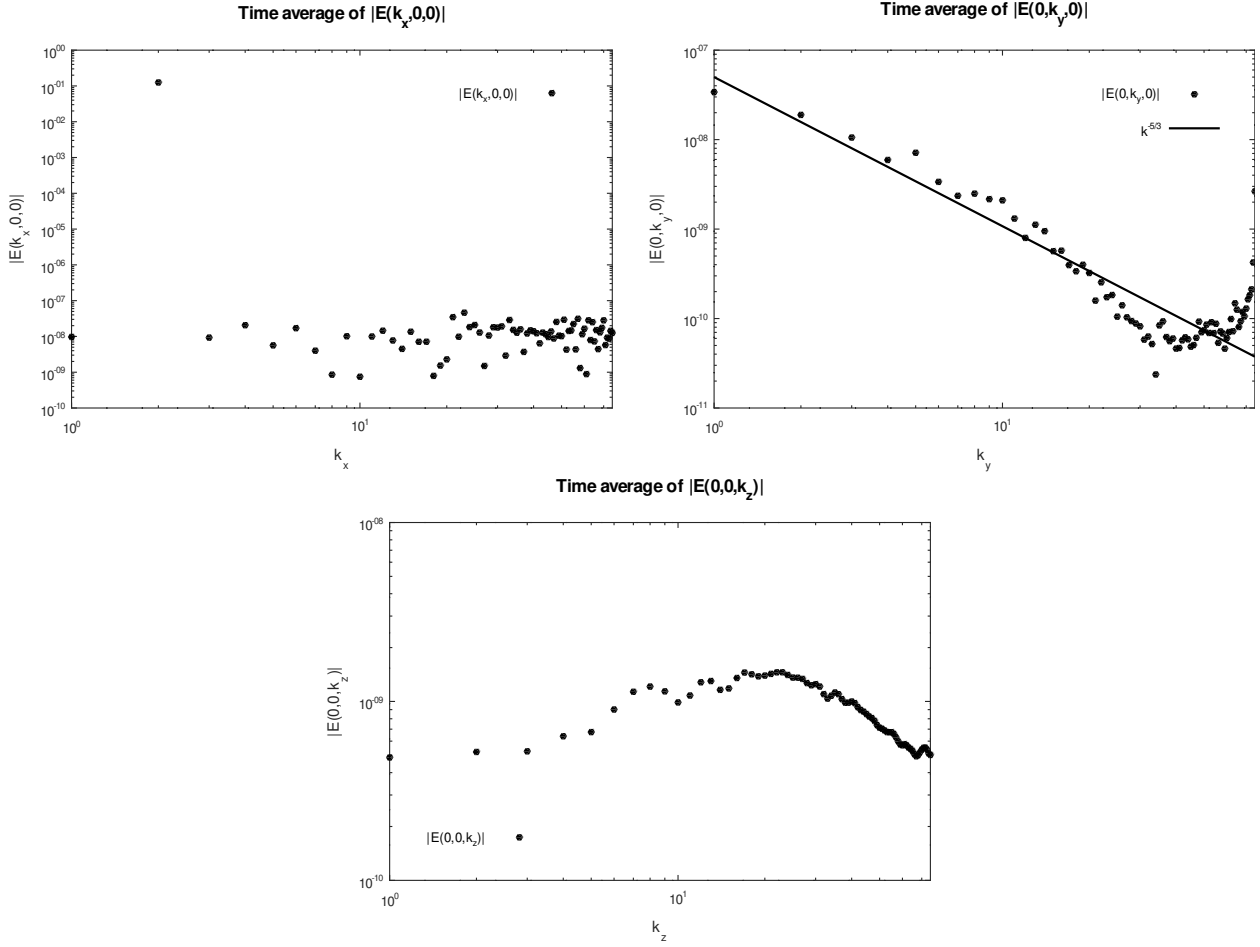 Time average of |E(k_x,0,0)|
10^00
10^-01
10^-02
10^-03
10^-04
10^-05
10^-06
10^-07
10^-08
10^-09
10^-10
|E(k_x,0,0)|
|E(k_x,0,0)|
10^0
10^1
k_x
Time average of |E(0,k_y,0)|
10^-07
10^-08
10^-09
10^-10
10^-11
|E(0,k_y,0)|
|E(0,k_y,0)|
k^-5/3
10^0
10^1
k_y
Time average of |E(0,0,k_z)|
10^-08
10^-09
10^-10
|E(0,0,k_z)|
|E(0,0,k_z)|
10^0
10^1
k_z